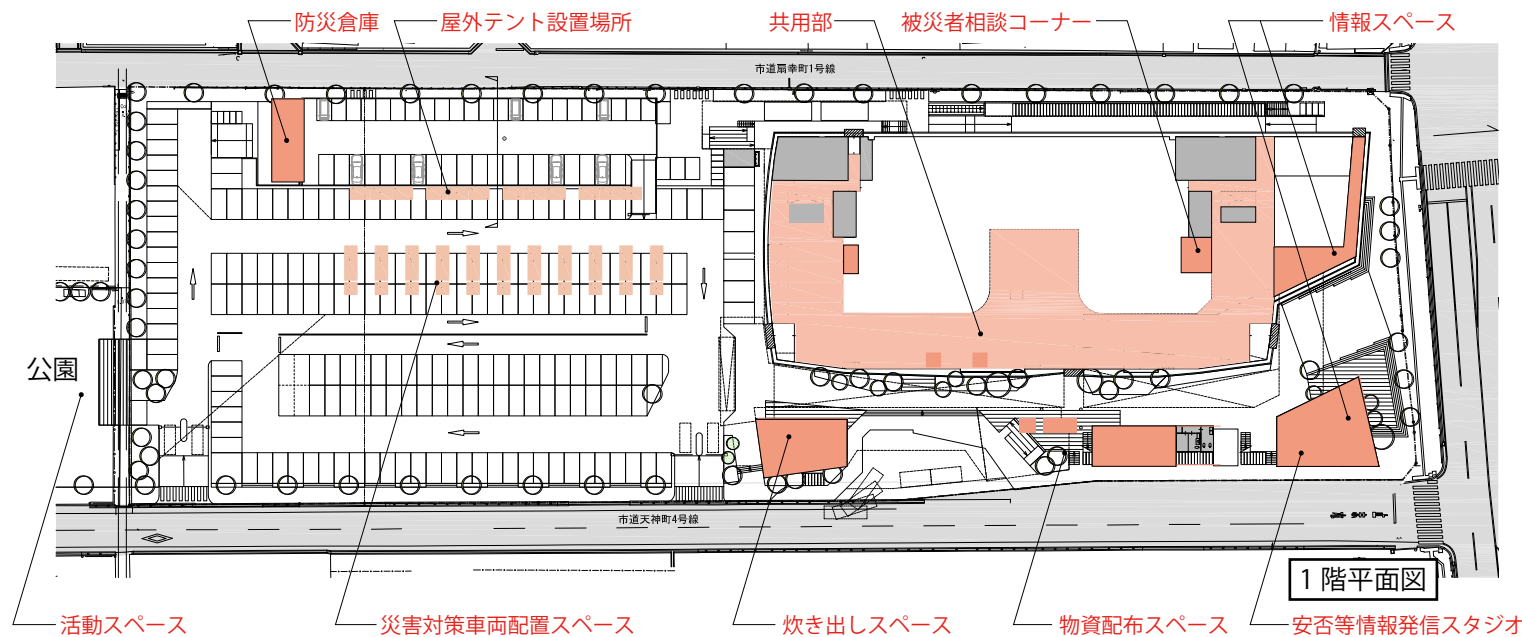 防災倉庫
屋外テント設置場所
共用部
被災者相談コーナー
情報スペース
市道扇幸町1号線
公園
市道天神町4号線
1階平面図
活動スペース
災害対策車両配置スペース
炊き出しスペース
物資配布スペース
安否等情報発信スタジオ